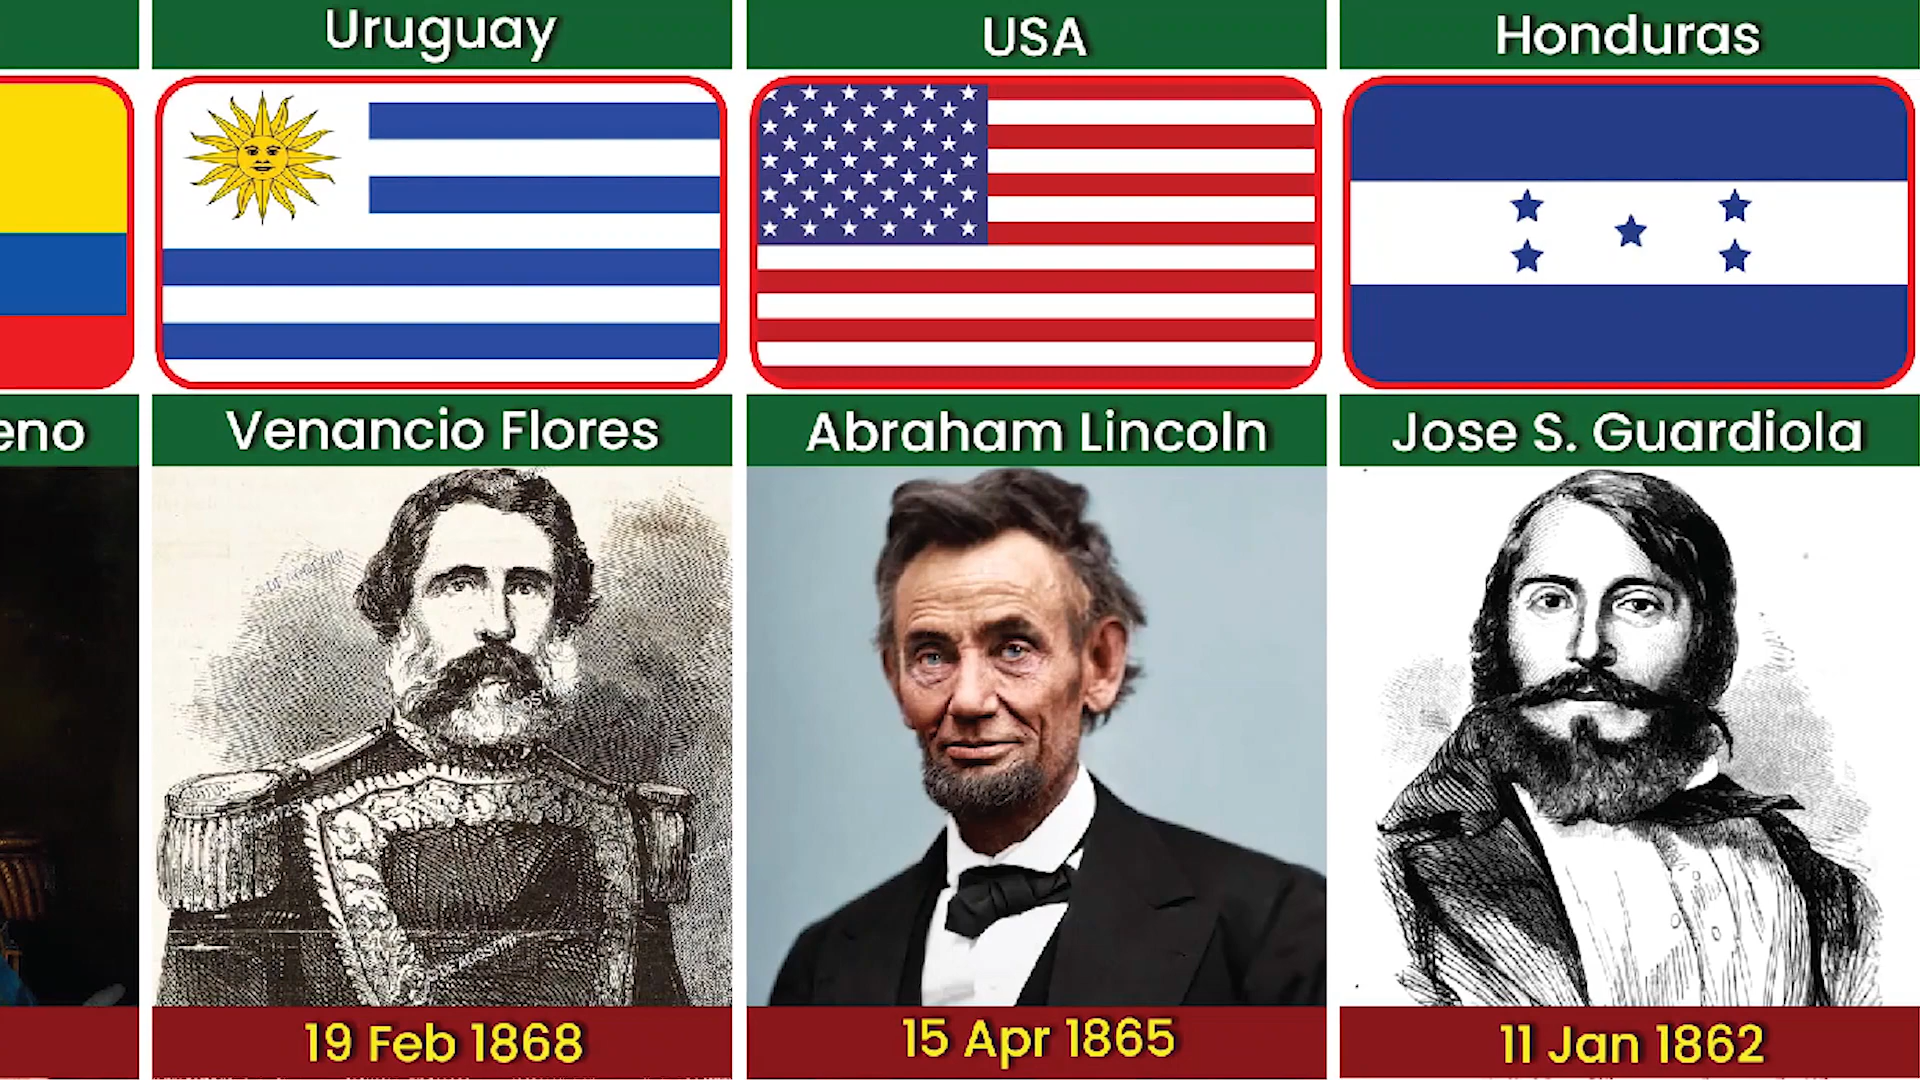 Uruguay
USA
Honduras
eno
Venancio Flores
Abraham Lincoln
Jose S. Guardiola
19 Feb 1868
15 Apr 1865
11 Jan 1862